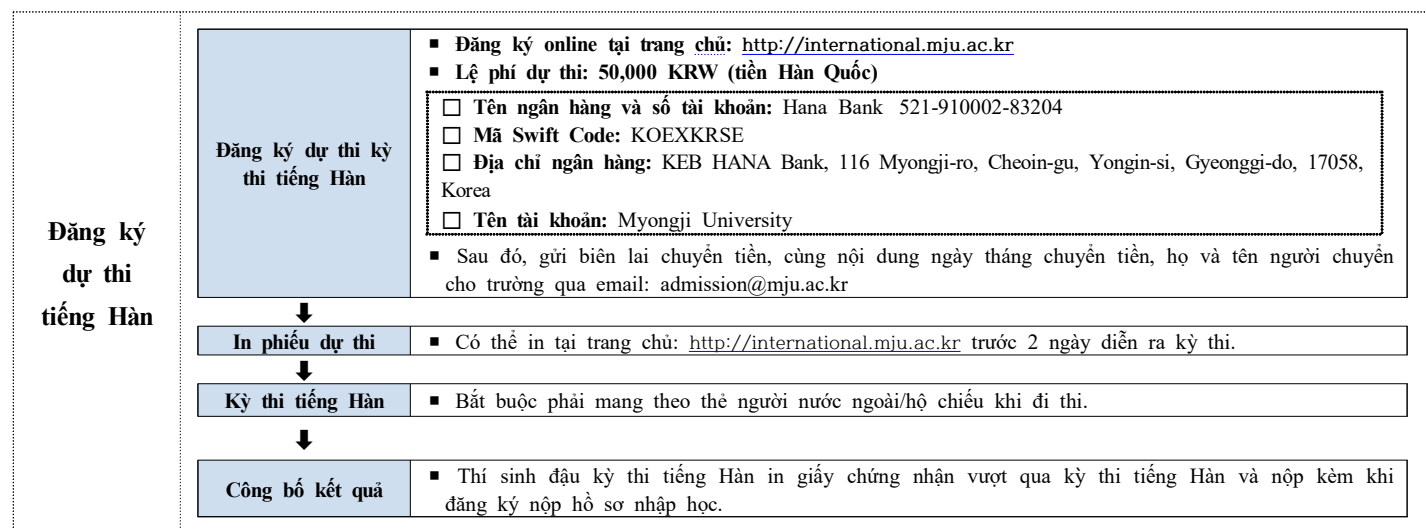 Đăng ký
dự thi
tiếng Hàn
Đăng ký dự thi kỳ
thi tiếng Hàn
▪ Đăng ký online tại trang chủ: http://international.mju.ac.kr
▪ Lệ phí dự thi: 50,000 KRW (tiền Hàn Quốc)
□ Tên ngân hàng và số tài khoản: Hana Bank 521-910002-83204
□ Mã Swift Code: KOEXKRSE
□ Địa chỉ ngân hàng: KEB HANA Bank, 116 Myongji-ro, Cheoin-gu, Yongin-si, Gyeonggi-do, 17058,
Korea
□ Tên tài khoản: Myongji University
▪ Sau đó, gửi biên lai chuyển tiền, cùng nội dung ngày tháng chuyển tiền, họ và tên người chuyển
cho trường qua email: admission@mju.ac.kr
In phiếu dự thi
▪ Có thể in tại trang chủ: http://international.mju.ac.kr trước 2 ngày diễn ra kỳ thi.
Kỳ thi tiếng Hàn
▪ Bắt buộc phải mang theo thẻ người nước ngoài/hộ chiếu khi đi thi.
Công bố kết quả
▪ Thí sinh đậu kỳ thi tiếng Hàn in giấy chứng nhận vượt qua kỳ thi tiếng Hàn và nộp kèm khi
đăng ký nộp hồ sơ nhập học.